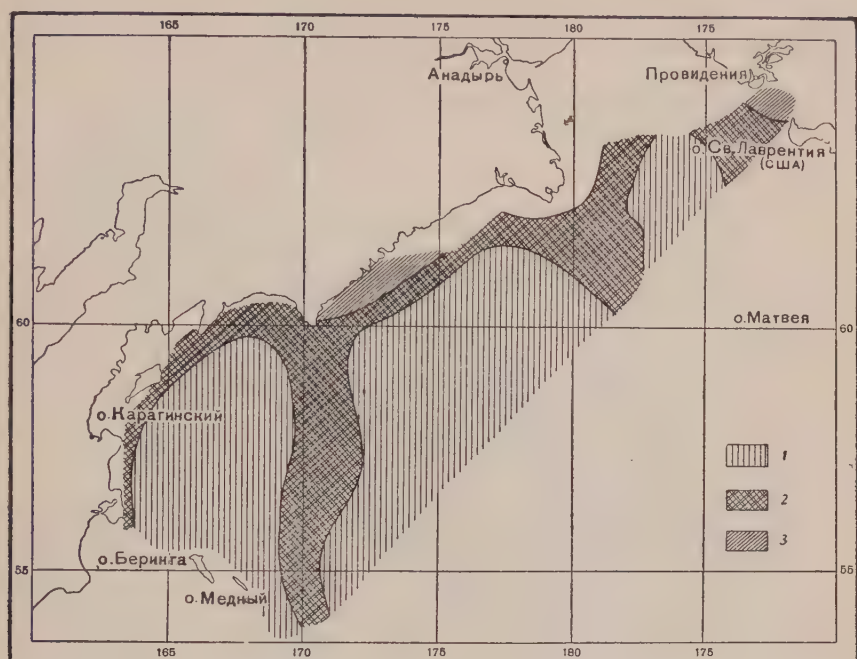 165 170 175 180 175
Анадырь
Провидения
о. Св. Лаврентия
(США)
60 60
о. Матвея
о. Карагинский
1
2
3
о. Беринга
55 55
о. Медный
165 170 175 180 175